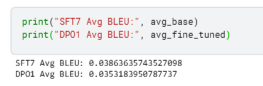 print("SFT7 Avg BLEU:", avg_base)
print("DPO1 Avg BLEU:", avg_fine_tuned)
SFT7 Avg BLEU: 0.03863635743527098
DPO1 Avg BLEU: 0.0353183950787737